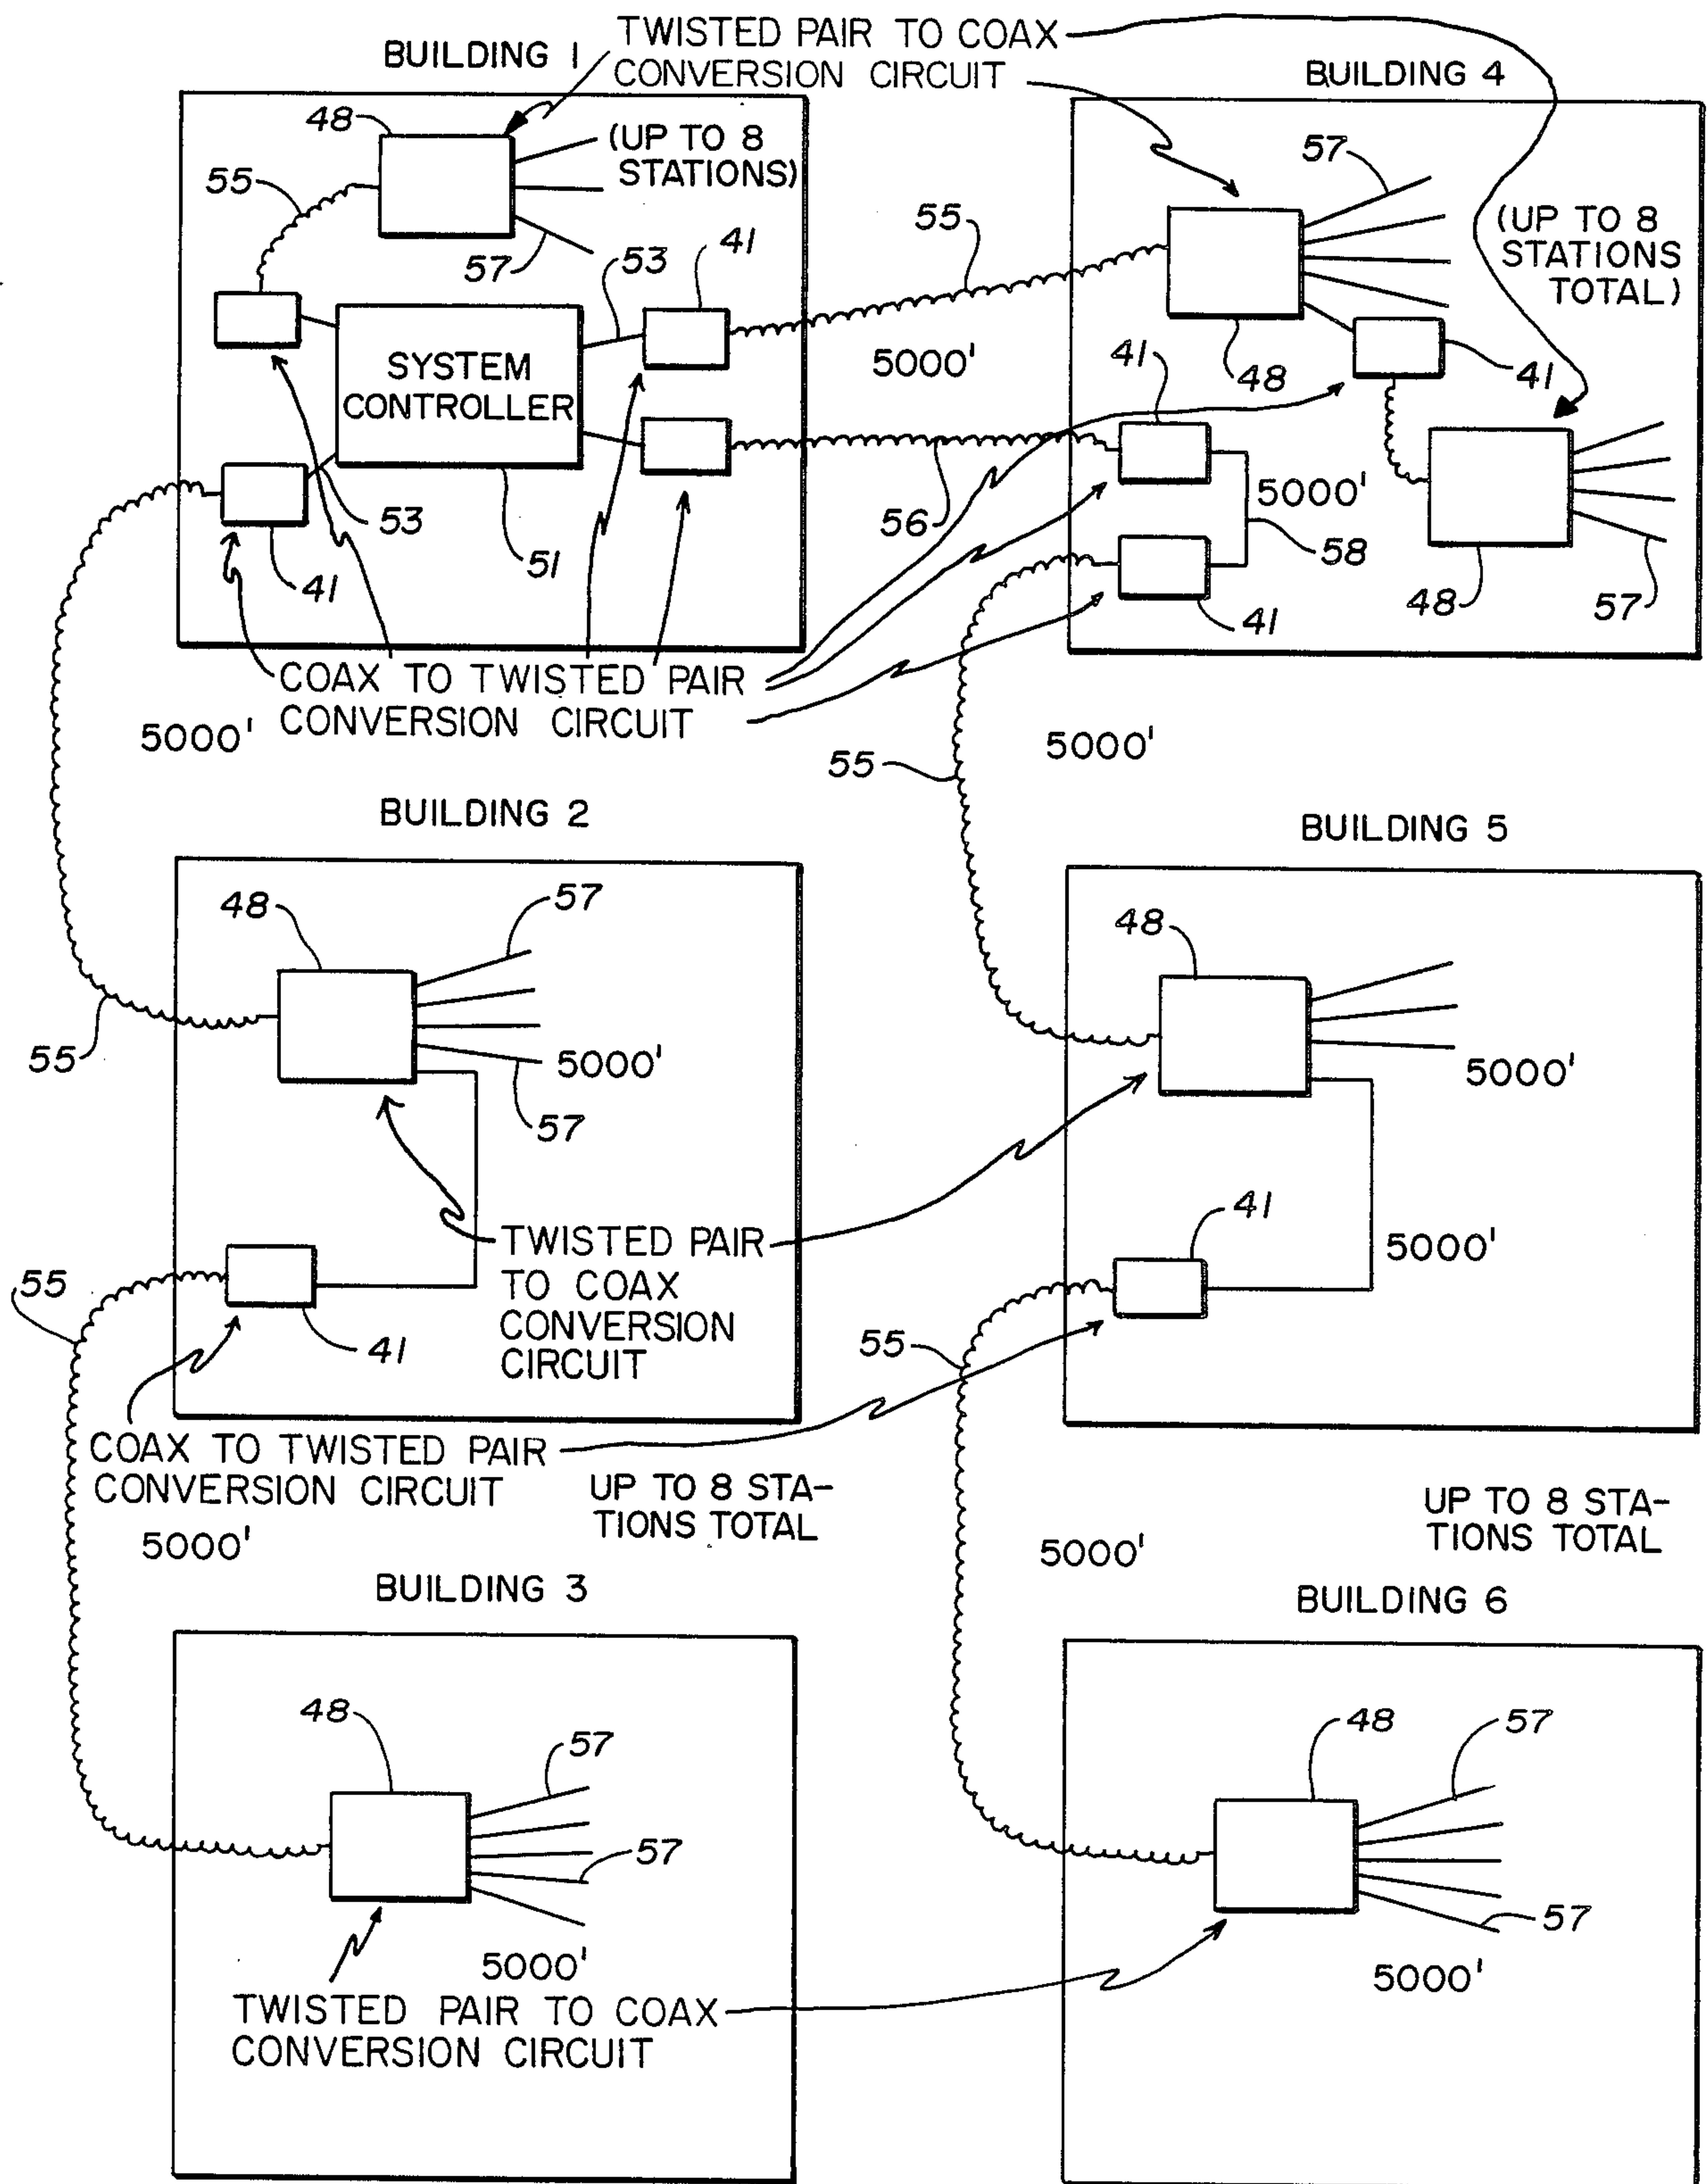 TWISTED PAIR TO COAX
CONVERSION CIRCUIT
BUILDING 1
BUILDING 4
48
(UP TO 8
STATIONS)
55
57
53
41
SYSTEM
CONTROLLER
53
41
51
55
5000'
57
(UP TO 8
STATIONS
TOTAL)
48
41
41
56
5000'
58
41
48
57
COAX TO TWISTED PAIR
CONVERSION CIRCUIT
5000'
55
5000'
BUILDING 2
BUILDING 5
48
57
55
5000'
57
48
5000'
TWISTED PAIR
TO COAX
CONVERSION
CIRCUIT
55
41
41
5000'
55
COAX TO TWISTED PAIR
CONVERSION CIRCUIT
5000'
UP TO 8 STA-
TIONS TOTAL
5000'
UP TO 8 STA-
TIONS TOTAL
BUILDING 3
BUILDING 6
48
57
57
5000'
TWISTED PAIR TO COAX
CONVERSION CIRCUIT
48
57
57
5000'